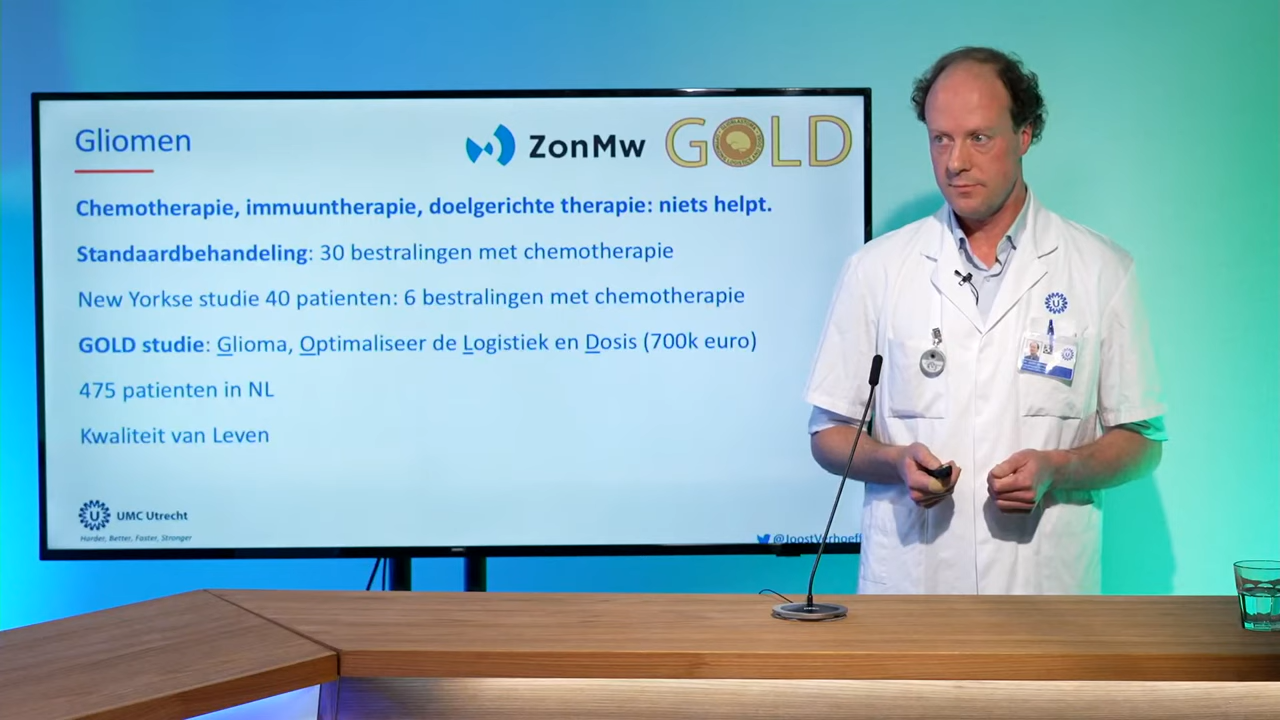 Gliomen
ZonMw
GOLD
Chemotherapie, immuuntherapie, doelgerichte therapie: niets helpt.
Standaardbehandeling: 30 bestralingen met chemotherapie
New Yorkse studie 40 patienten: 6 bestralingen met chemotherapie
GOLD studie: Glioma, Optimaliseer de Logistiek en Dosis (700k euro)
475 patienten in NL
Kwaliteit van Leven
U
UMC Utrecht
Harder, Better, Faster, Stronger
@JoostVerhoeff
U